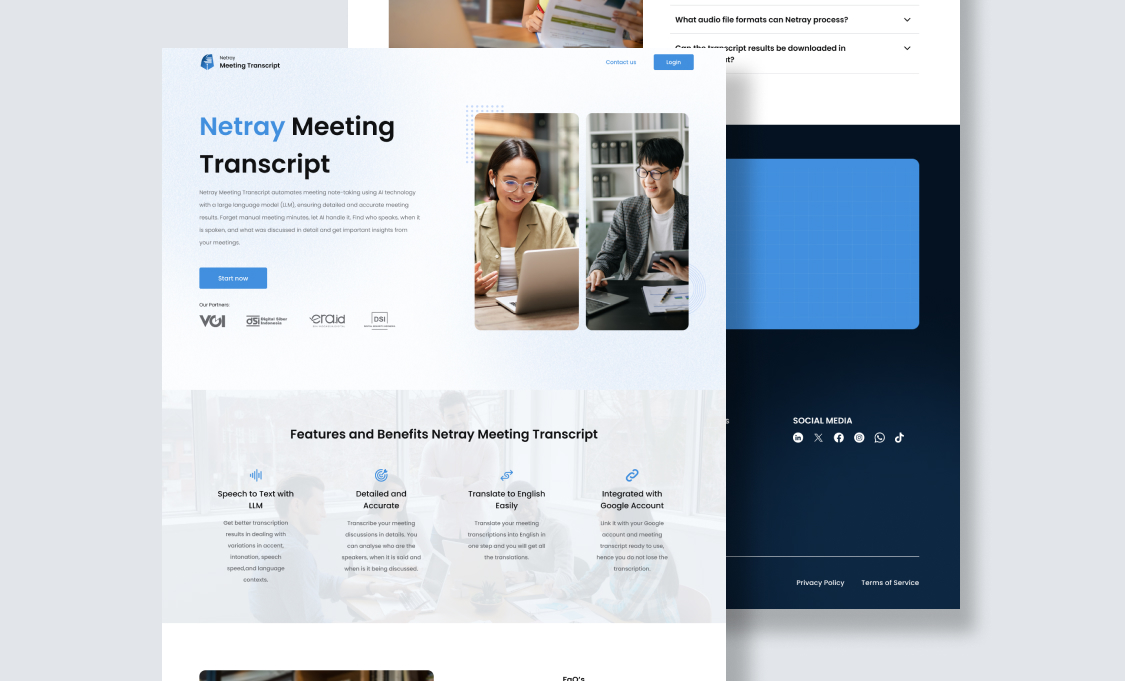 What audio file formats can Netray process?
Can the transcript results be downloaded in
Netray
Meeting Transcript
Contact us
Login
Netray Meeting
Transcript
Netray Meeting Transcript automates meeting note-taking using AI technology
with a large language model (LLM), ensuring detailed and accurate meeting
results. Forget manual meeting minutes, let AI handle it. Find who speaks, when it
is spoken, and what was discussed in detail and get important insights from
your meetings.
Start now
Our Partners:
VOI
dsi Digital Siber Indonesia
era.id
DSI
Features and Benefits Netray Meeting Transcript
Speech to Text with
LLM
Get better transcription
results in dealing with
variations in accent,
intonation, speech
speed,and language
contexts.
Detailed and
Accurate
Transcribe your meeting
discussions in details. You
can analyse who are the
speakers, when it is said and
when is it being discussed.
Translate to English
Easily
Translate your meeting
transcriptions into English in
one step and you will get all
the translations.
Integrated with
Google Account
Link it with your Google
account and meeting
transcript ready to use,
hence you do not lose the
transcription.
SOCIAL MEDIA
Privacy Policy
Terms of Service
FaQ's